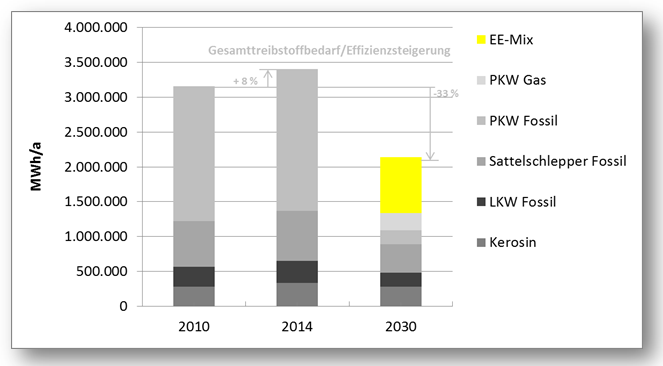 4.000.000
3.500.000
3.000.000
2.500.000
2.000.000
1.500.000
1.000.000
500.000
0
MWh/a
Gesamttreibstoffbedarf/Effizienzsteigerung
+ 8 %
-33 %
2010
2014
2030
EE-Mix
PKW Gas
PKW Fossil
Sattelschlepper Fossil
LKW Fossil
Kerosin